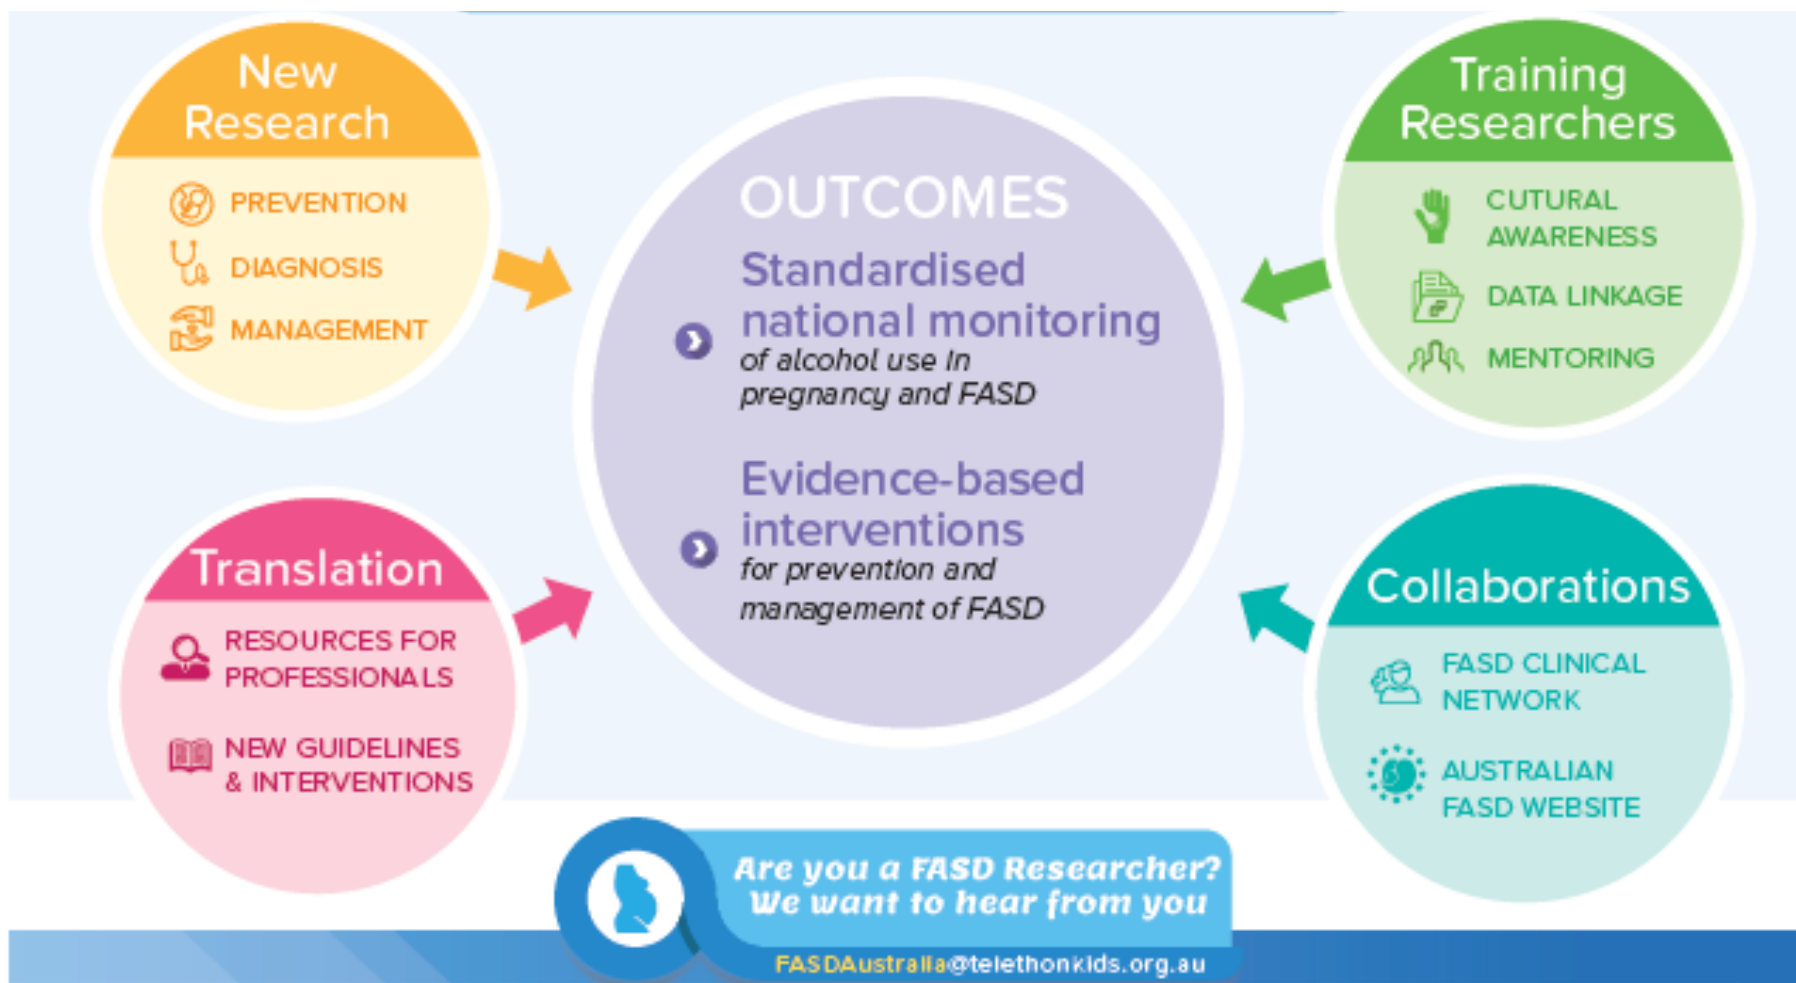 New
Research
PREVENTION
DIAGNOSIS
MANAGEMENT
Translation
RESOURCES FOR
PROFESSIONALS
NEW GUIDELINES
& INTERVENTIONS
OUTCOMES
Standardised
national monitoring
of alcohol use in
pregnancy and FASD
Evidence-based
interventions
for prevention and
management of FASD
Training
Researchers
CUTURAL
AWARENESS
DATA LINKAGE
MENTORING
Collaborations
FASD CLINICAL
NETWORK
AUSTRALIAN
FASD WEBSITE
Are you a FASD Researcher?
We want to hear from you
FASDAustralia@telethonkids.org.au